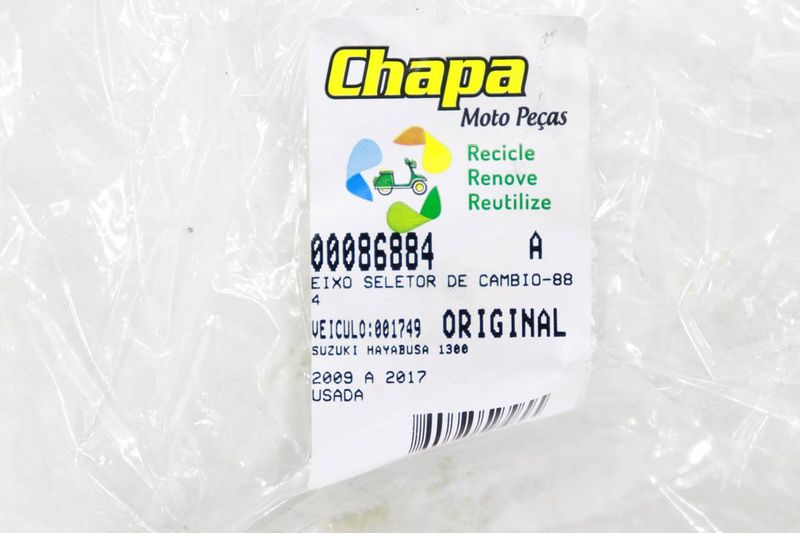 Chapa
Moto Peças
Recicle
Renove
Reutilize
00086884 A
EIXO SELETOR DE CAMBIO-88
4
VEICULO:001749 ORIGINAL
SUZUKI HAYABUSA 1300
2009 A 2017
USADA